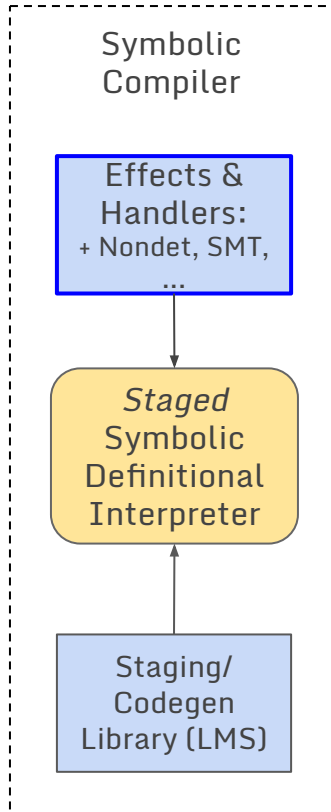 Symbolic
Compiler
Effects &
Handlers:
+ Nondet, SMT,
...
Staged
Symbolic
Definitional
Interpreter
Staging/
Codegen
Library (LMS)